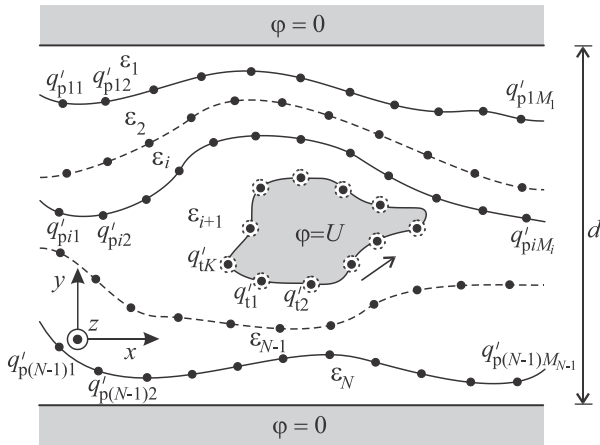 φ = 0
q′p11 q′p12 ε1 q′p1M1
ε2
εi
q′pi1 q′pi2 εi+1 φ=U q′piMi d
q′tK q′t1 q′t2
y
z x
εN-1
q′p(N-1)1 q′p(N-1)2 εN q′p(N-1)MN-1
φ = 0